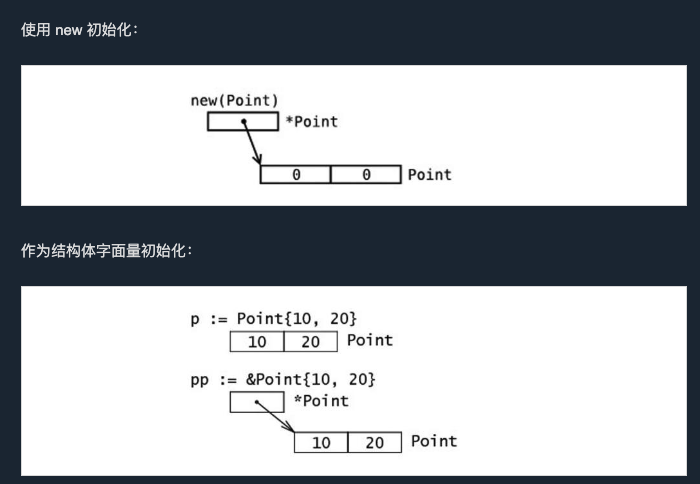 使用 new 初始化：
new(Point)
*Point
0 0 Point
作为结构体字面量初始化：
p := Point{10, 20}
10 20 Point
pp := &Point{10, 20}
*Point
10 20 Point